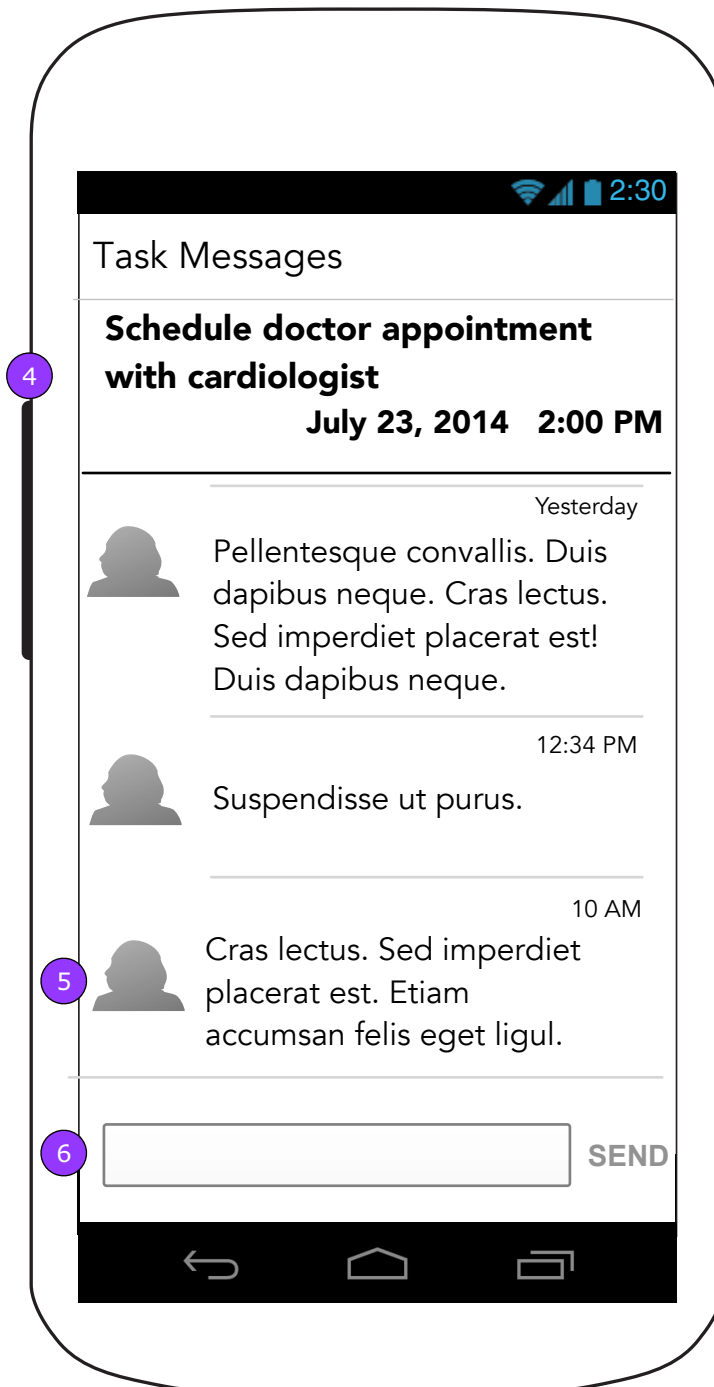 2:30
Task Messages
Schedule doctor appointment
with cardiologist
4
July 23, 2014 2:00 PM
Yesterday
Pellentesque convallis. Duis
dapibus neque. Cras lectus.
Sed imperdiet placerat est!
Duis dapibus neque.
12:34 PM
Suspendisse ut purus.
10 AM
Cras lectus. Sed imperdiet
5
placerat est. Etiam
accumsan felis eget ligul.
6
SEND